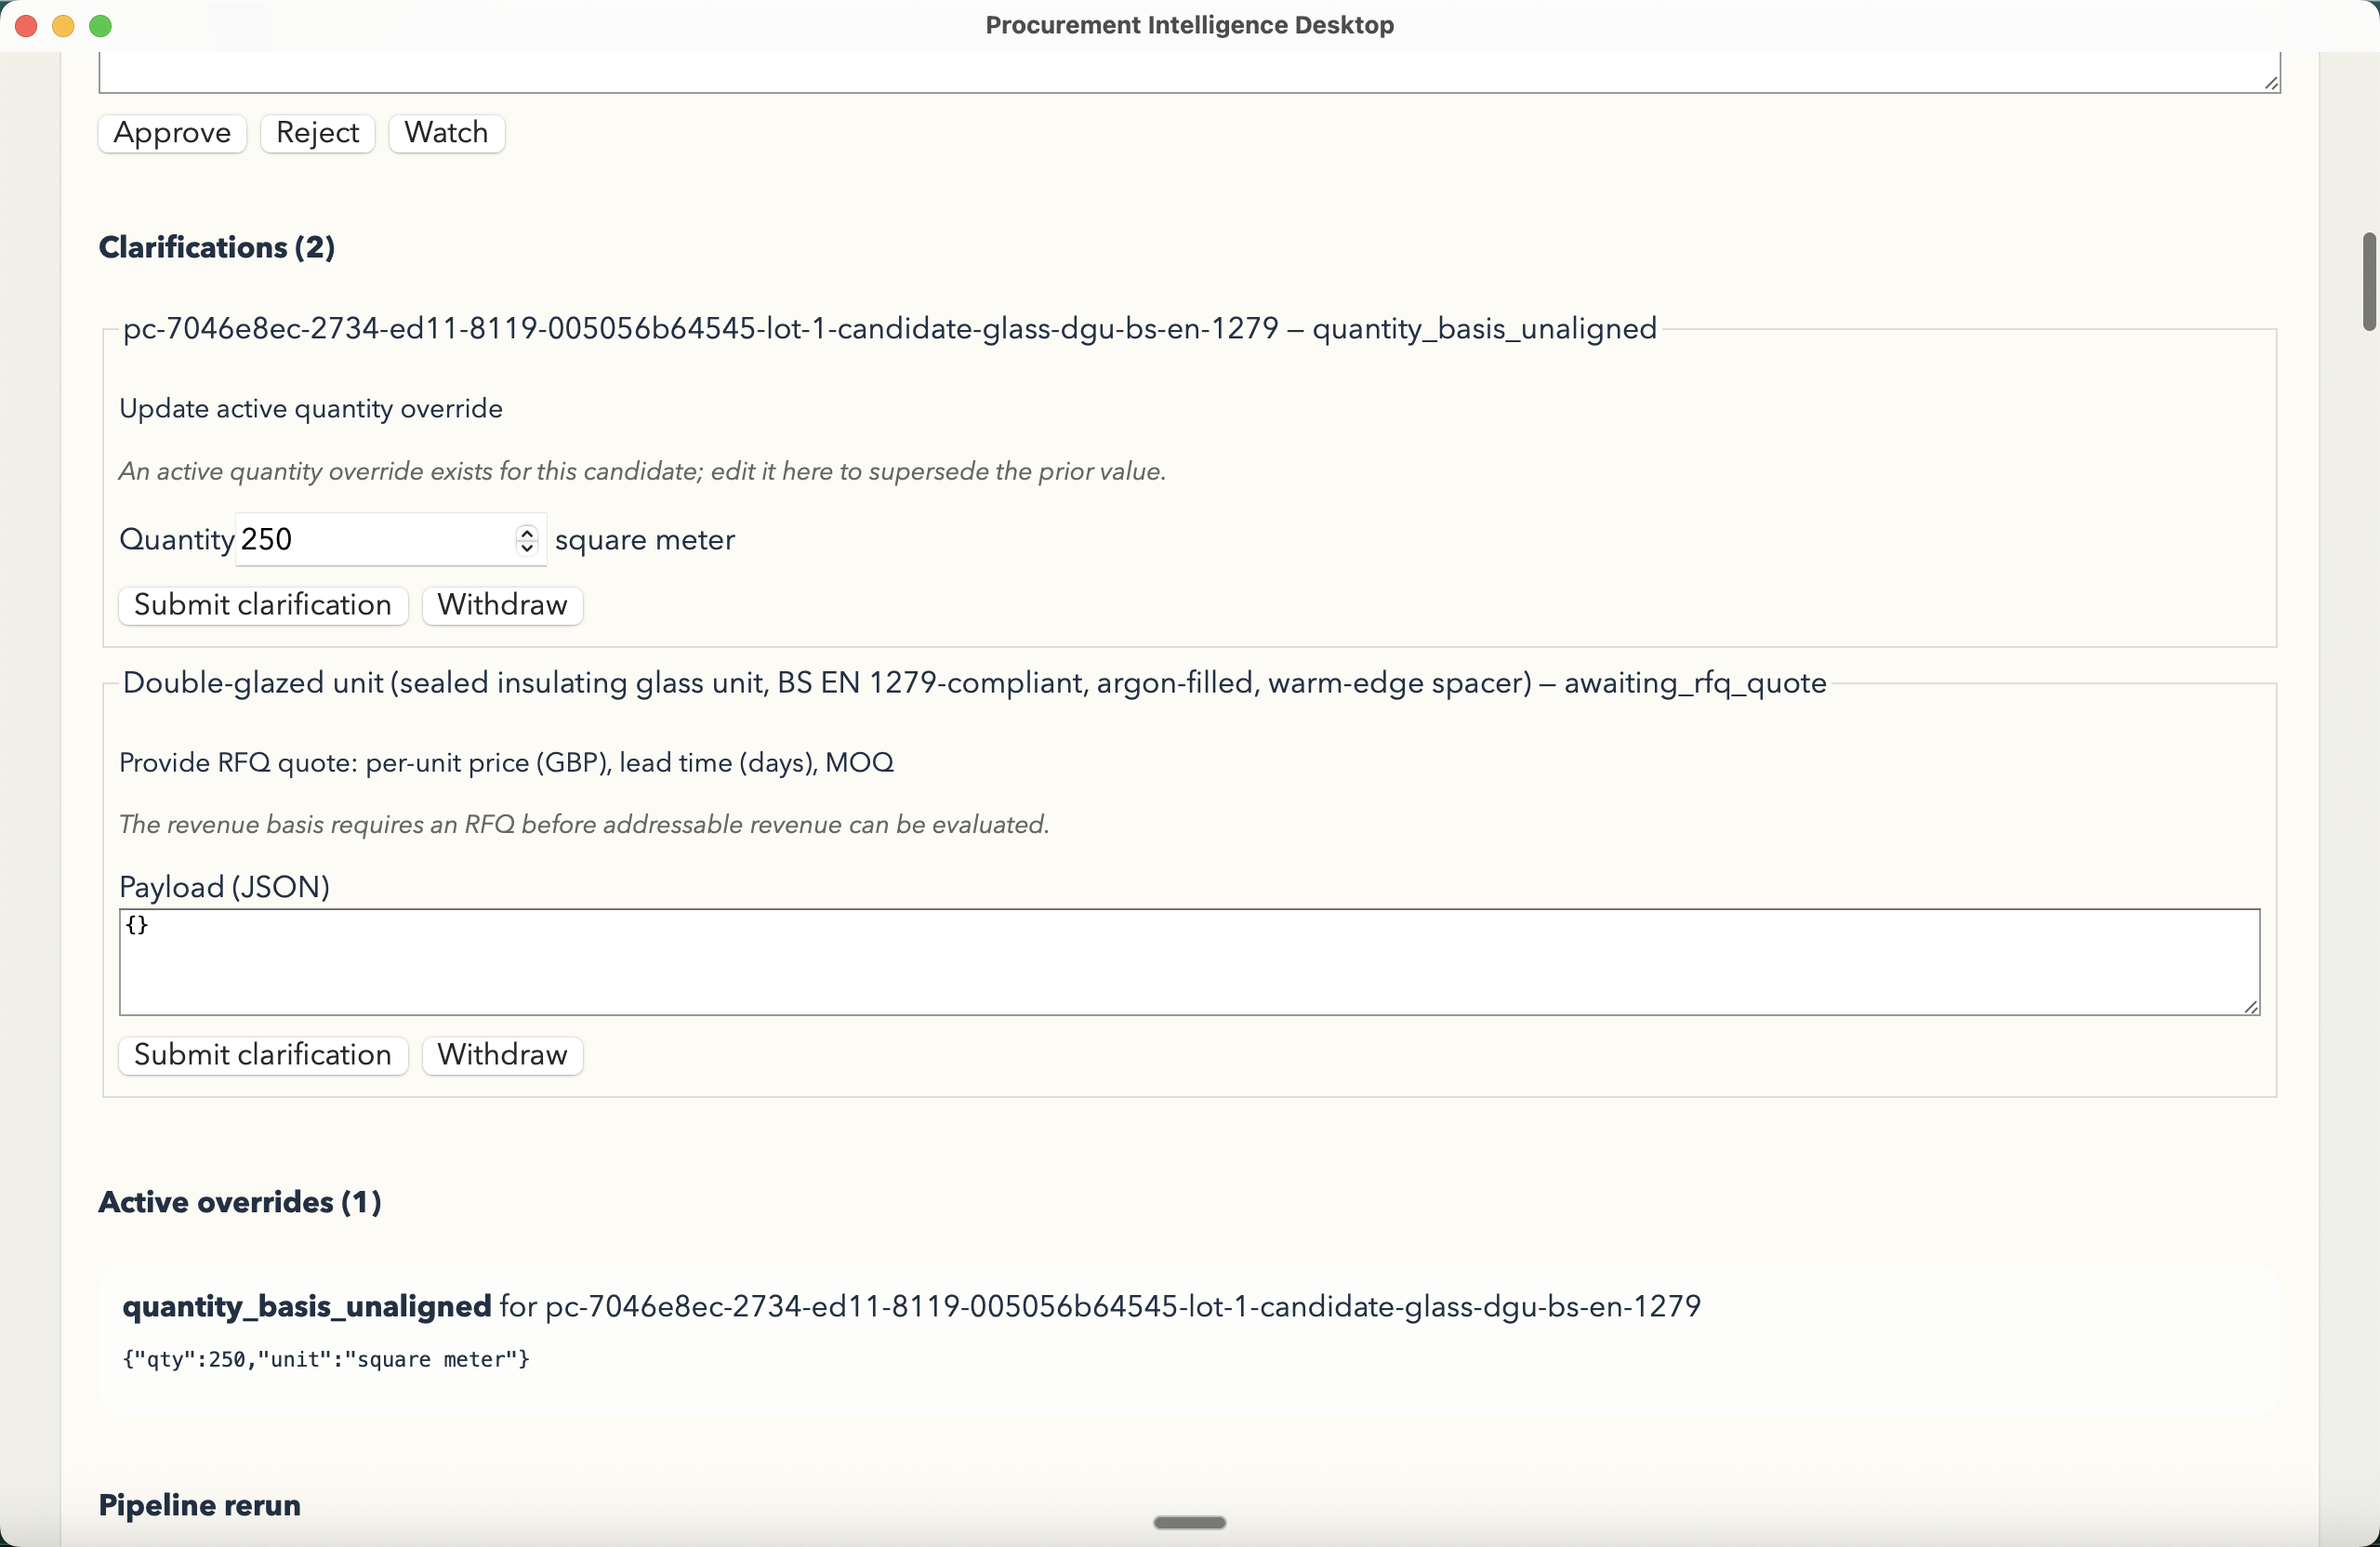 Procurement Intelligence Desktop
Approve Reject Watch
Clarifications (2)
pc-7046e8ec-2734-ed11-8119-005056b64545-lot-1-candidate-glass-dgu-bs-en-1279 – quantity_basis_unaligned
Update active quantity override
An active quantity override exists for this candidate; edit it here to supersede the prior value.
Quantity 250 square meter
Submit clarification Withdraw
Double-glazed unit (sealed insulating glass unit, BS EN 1279-compliant, argon-filled, warm-edge spacer) – awaiting_rfq_quote
Provide RFQ quote: per-unit price (GBP), lead time (days), MOQ
The revenue basis requires an RFQ before addressable revenue can be evaluated.
Payload (JSON)
{}
Submit clarification Withdraw
Active overrides (1)
quantity_basis_unaligned for pc-7046e8ec-2734-ed11-8119-005056b64545-lot-1-candidate-glass-dgu-bs-en-1279
{"qty":250,"unit":"square meter"}
Pipeline rerun